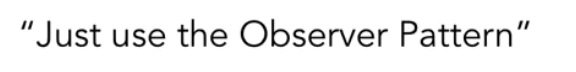 “Just use the Observer Pattern”